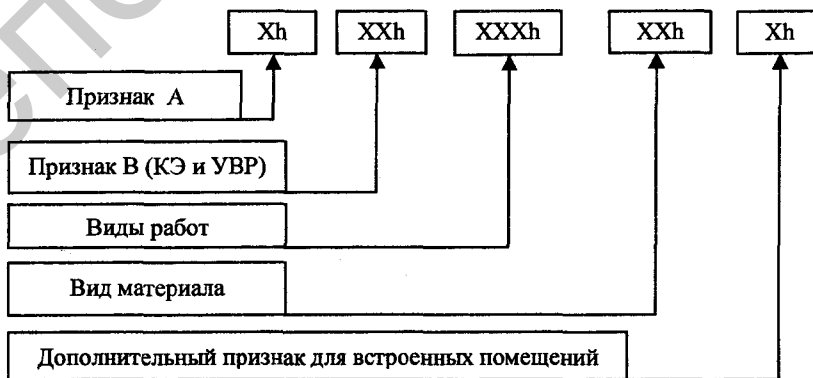 Xh XXh XXXh XXh Xh
Признак А
Признак В (КЭ и УВР)
Виды работ
Вид материала
Дополнительный признак для встроенных помещений